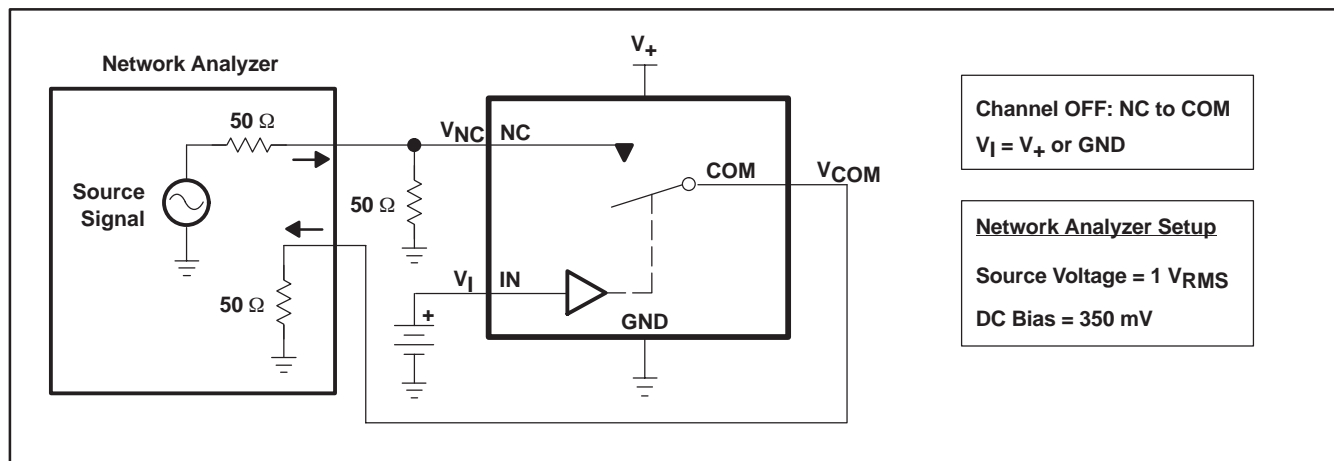 Network Analyzer
50 Ω
Source
Signal
50 Ω
VNC
NC
50 Ω
VI
IN
+
V+
COM
VCOM
GND
Channel OFF: NC to COM
VI = V+ or GND
Network Analyzer Setup
Source Voltage = 1 VRMS
DC Bias = 350 mV